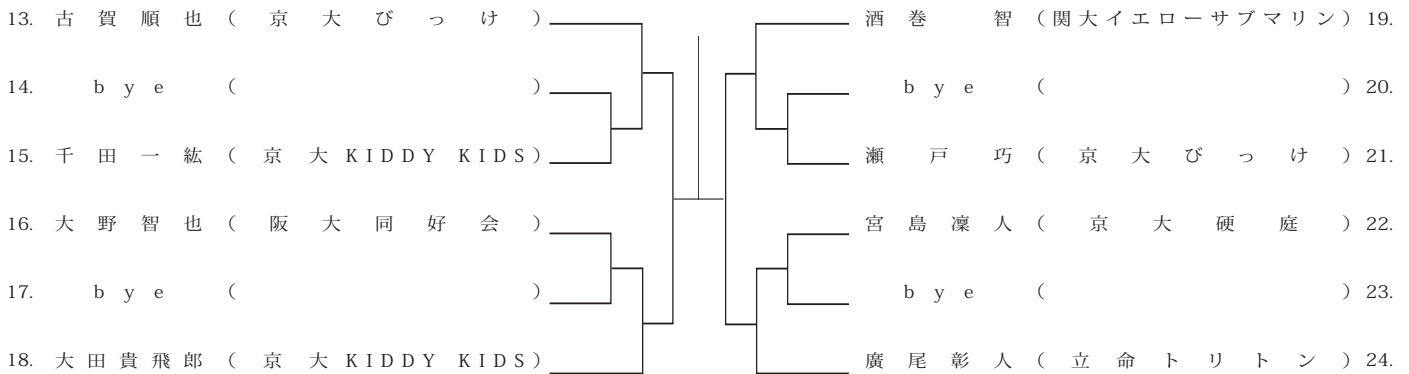 13. 古賀順也（京大びっけ）
14. bye（ ）
15. 千田一紘（京大KIDDY KIDS）
16. 大野智也（阪大同好会）
17. bye（ ）
18. 大田貴飛郎（京大KIDDY KIDS）
酒巻 智（関大イエローサブマリン）19.
bye（ ）20.
瀬戸巧（京大びっけ）21.
宮島凜人（京大硬庭）22.
bye（ ）23.
廣尾彰人（立命トリトン）24.